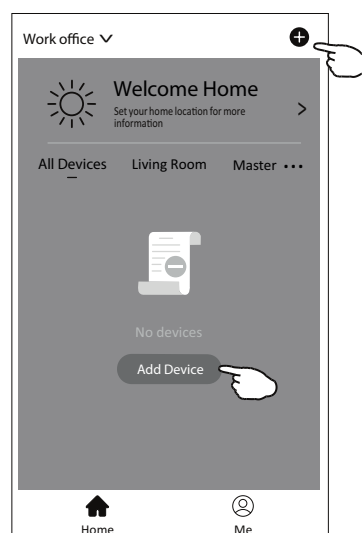 Work office
Welcome Home
Set your home location for more
information
All Devices Living Room Master
No devices
Add Device
Home Me